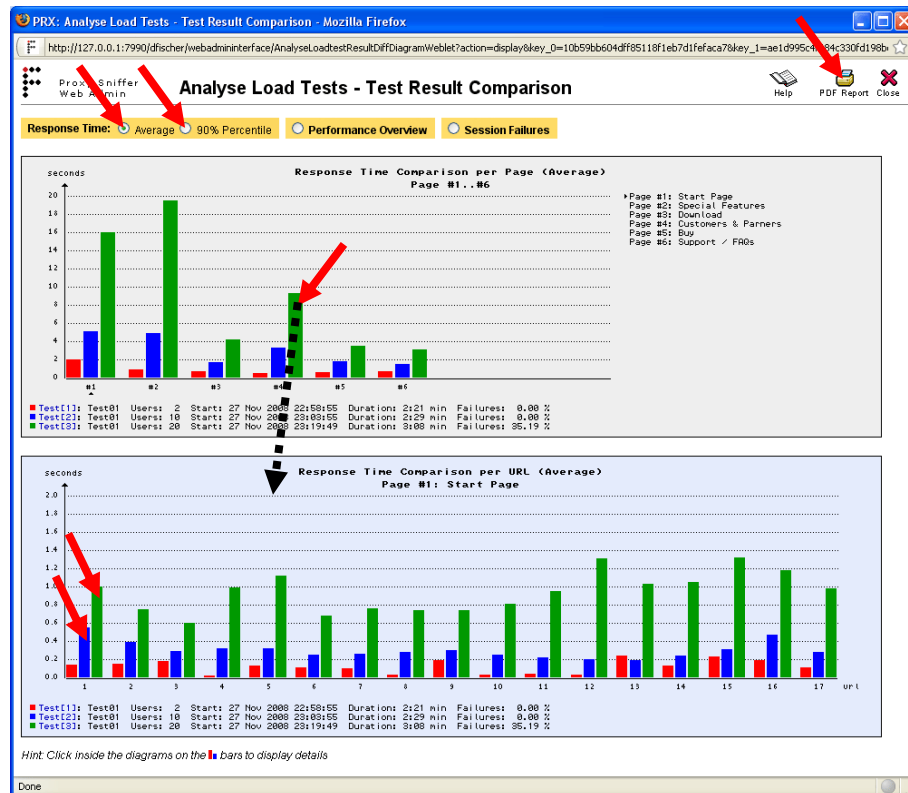 PRX: Analyse Load Tests - Test Result Comparison - Mozilla Firefox
http://127.0.0.1:7990/dfischer/webadmininterface/AnalyseLoadtestResultDiffDiagramWeblet?action=display&key_0=10b59bb604dff85118f1eb7d1fefaca7&key_1=ae1d995c
Proxy Sniffer
Web Admin
Analyse Load Tests - Test Result Comparison
Help PDF Report Close
Response Time: Average 90% Percentile Performance Overview Session Failures
seconds
Response Time Comparison per Page (Average)
Page #1..#6
Page #1: Start Page
Page #2: Special Features
Page #3: Download
Page #4: Customers & Parners
Page #5: Buy
Page #6: Support / FAQs
20
18
16
14
12
10
8
6
4
2
0
#1 #2 #3 #4 #5 #6
Test[1]: Test01 Users: 2 Start: 27 Nov 2008 22:58:55 Duration: 2:21 min Failures: 0.00 %
Test[2]: Test01 Users: 10 Start: 27 Nov 2008 23:03:55 Duration: 2:29 min Failures: 0.00 %
Test[3]: Test01 Users: 20 Start: 27 Nov 2008 23:19:49 Duration: 3:08 min Failures: 35.19 %
seconds
Response Time Comparison per URL (Average)
Page #1: Start Page
2.0
1.8
1.6
1.4
1.2
1.0
0.8
0.6
0.4
0.2
0.0
1 2 3 4 5 6 7 8 9 10 11 12 13 14 15 16 17 url
Test[1]: Test01 Users: 2 Start: 27 Nov 2008 22:58:55 Duration: 2:21 min Failures: 0.00 %
Test[2]: Test01 Users: 10 Start: 27 Nov 2008 23:03:55 Duration: 2:29 min Failures: 0.00 %
Test[3]: Test01 Users: 20 Start: 27 Nov 2008 23:19:49 Duration: 3:08 min Failures: 35.19 %
Hint: Click inside the diagrams on the bars to display details
Done